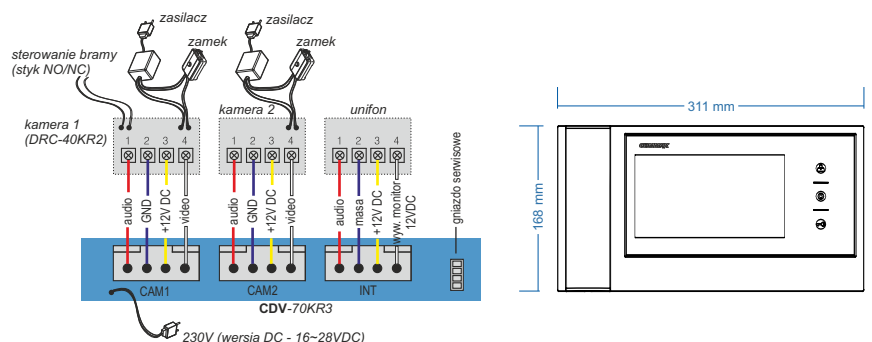 zasilacz
zasilacz
zamek
zamek
sterowanie bramy
(styk NO/NC)
kamera 2
unifon
kamera 1
(DRC-40KR2)
1 2 3 4
1 2 3 4
1 2 3 4
audio
GND
+12V DC
video
audio
GND
+12V DC
video
audio
masa
+12V DC
wyw. monitor
12VDC
gniazdo serwisowe
CAM1
CAM2
INT
CDV-70KR3
230V (wersja DC - 16~28VDC)
311 mm
168 mm
COMMAX